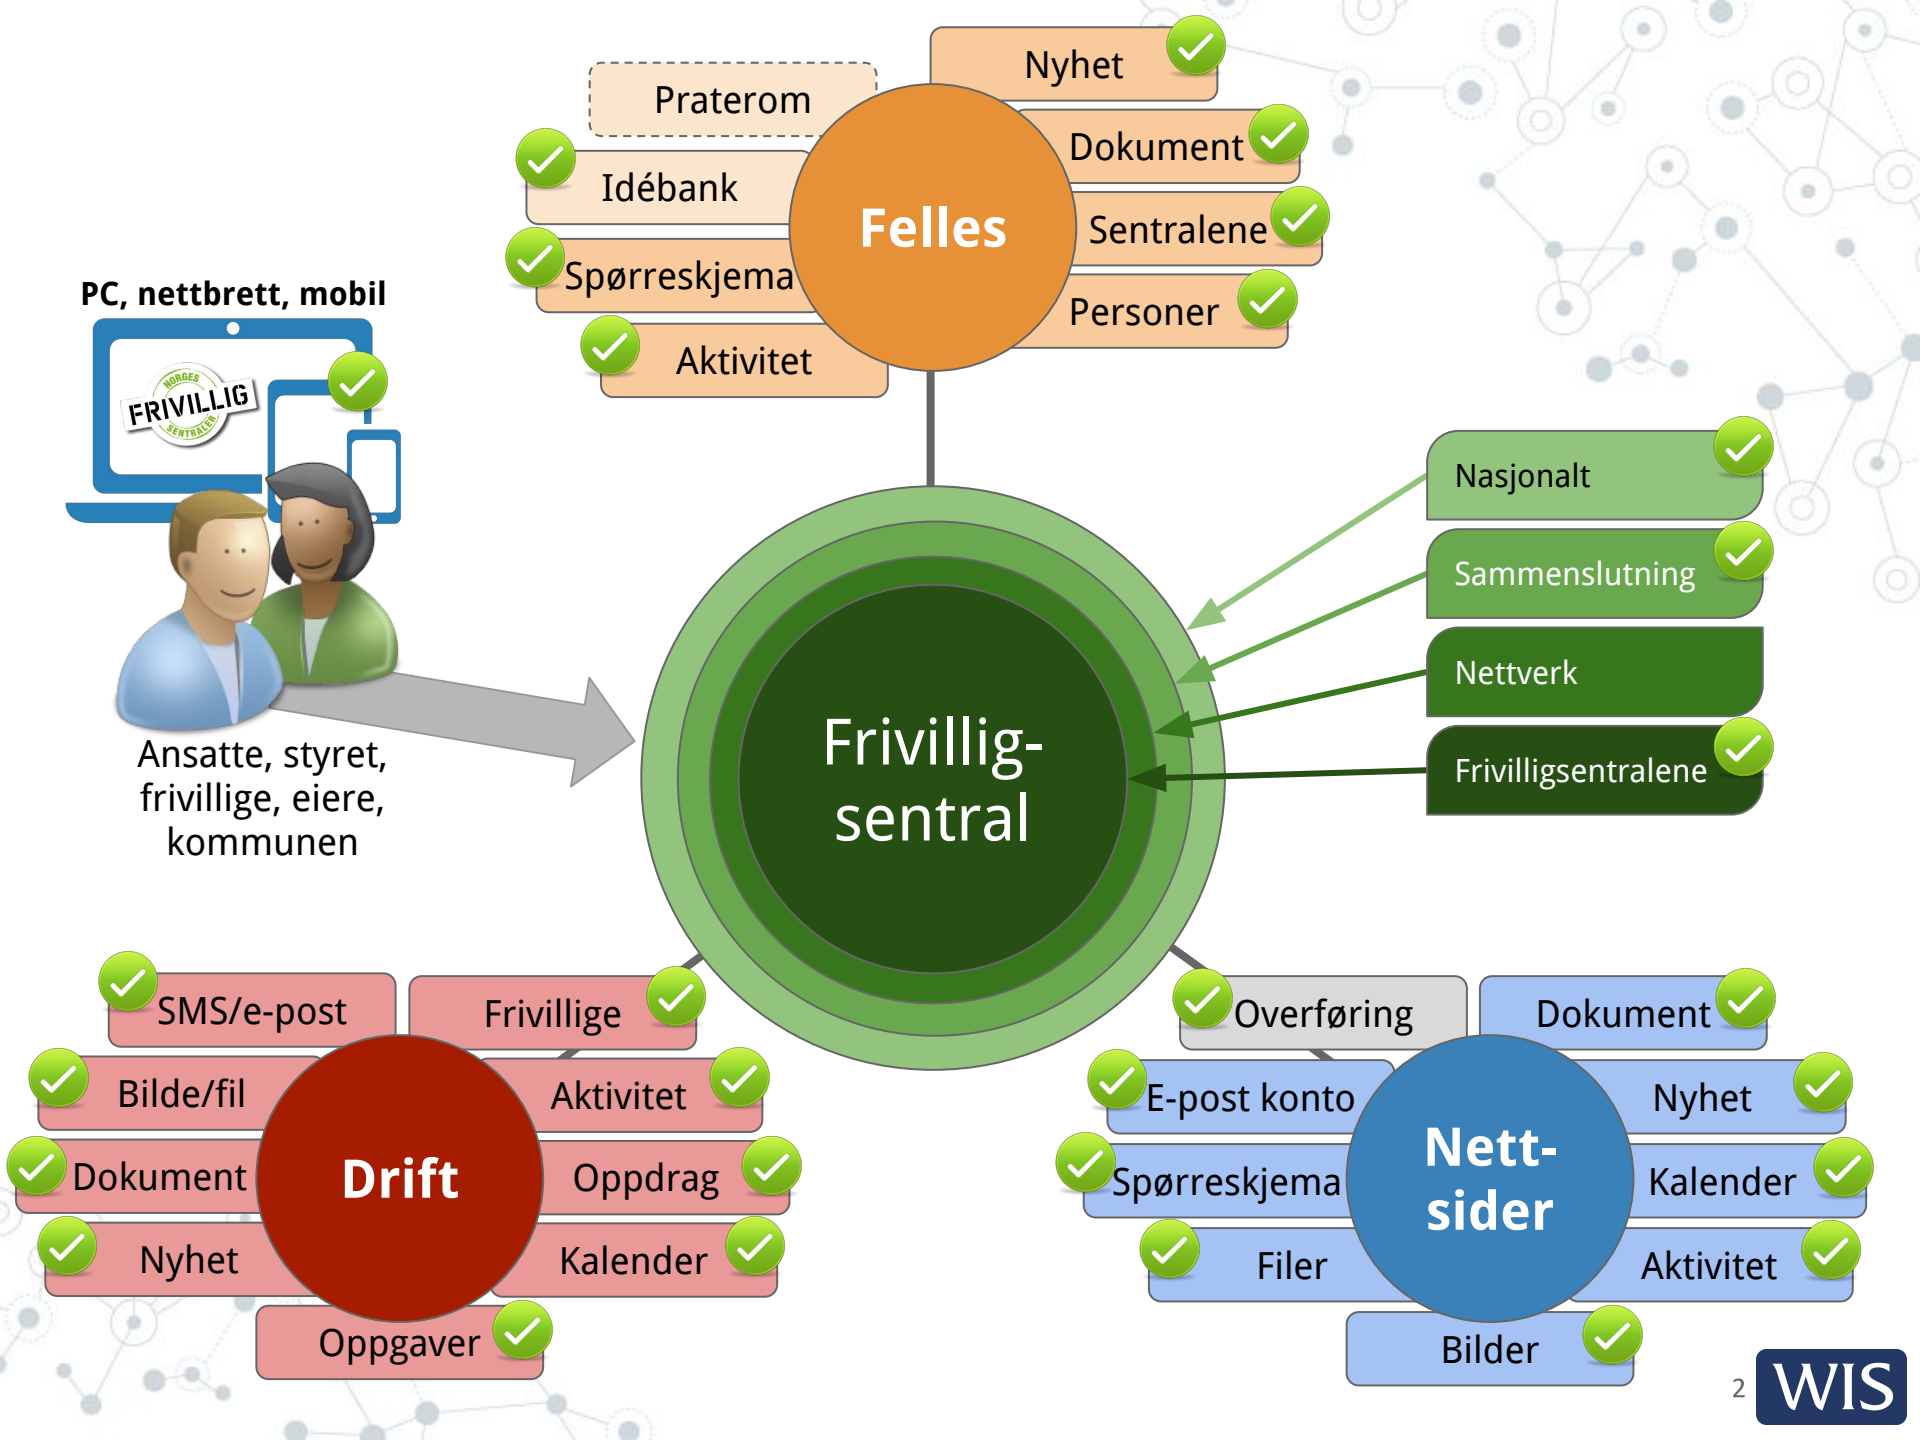 Praterom
Idébank
Spørreskjema
Aktivitet
Felles
Nyhet
Dokument
Sentralene
Personer
PC, nettbrett, mobil
NORGES
FRIVILLIG
SENTRALER
Ansatte, styret,
frivillige, eiere,
kommunen
Frivillig-
sentral
Nasjonalt
Sammenslutning
Nettverk
Frivilligsentralene
SMS/e-post
Bilde/fil
Dokument
Nyhet
Oppgaver
Drift
Frivillige
Aktivitet
Oppdrag
Kalender
Overføring
E-post konto
Spørreskjema
Filer
Bilder
Nett-
sider
Dokument
Nyhet
Kalender
Aktivitet
2
WIS